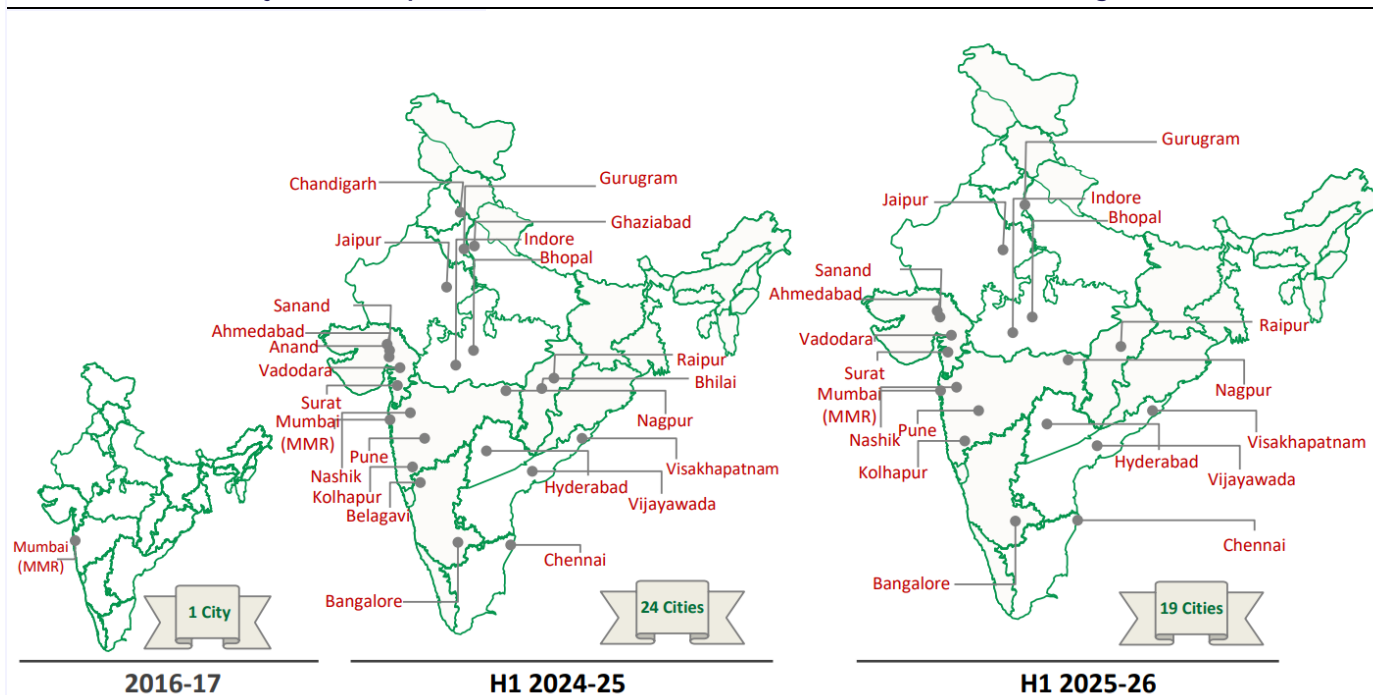 Mumbai
(MMR)
1 City
2016-17
Chandigarh
Gurugram
Ghaziabad
Jaipur
Indore
Bhopal
Sanand
Ahmedabad
Anand
Vadodara
Surat
Mumbai
(MMR)
Raipur
Bhilai
Nagpur
Pune
Nashik
Kolhapur
Belagavi
Visakhapatnam
Hyderabad
Vijayawada
Chennai
Bangalore
24 Cities
H1 2024-25
Gurugram
Jaipur
Indore
Bhopal
Sanand
Ahmedabad
Vadodara
Surat
Mumbai
(MMR)
Raipur
Nagpur
Pune
Nashik
Kolhapur
Visakhapatnam
Hyderabad
Vijayawada
Chennai
Bangalore
19 Cities
H1 2025-26